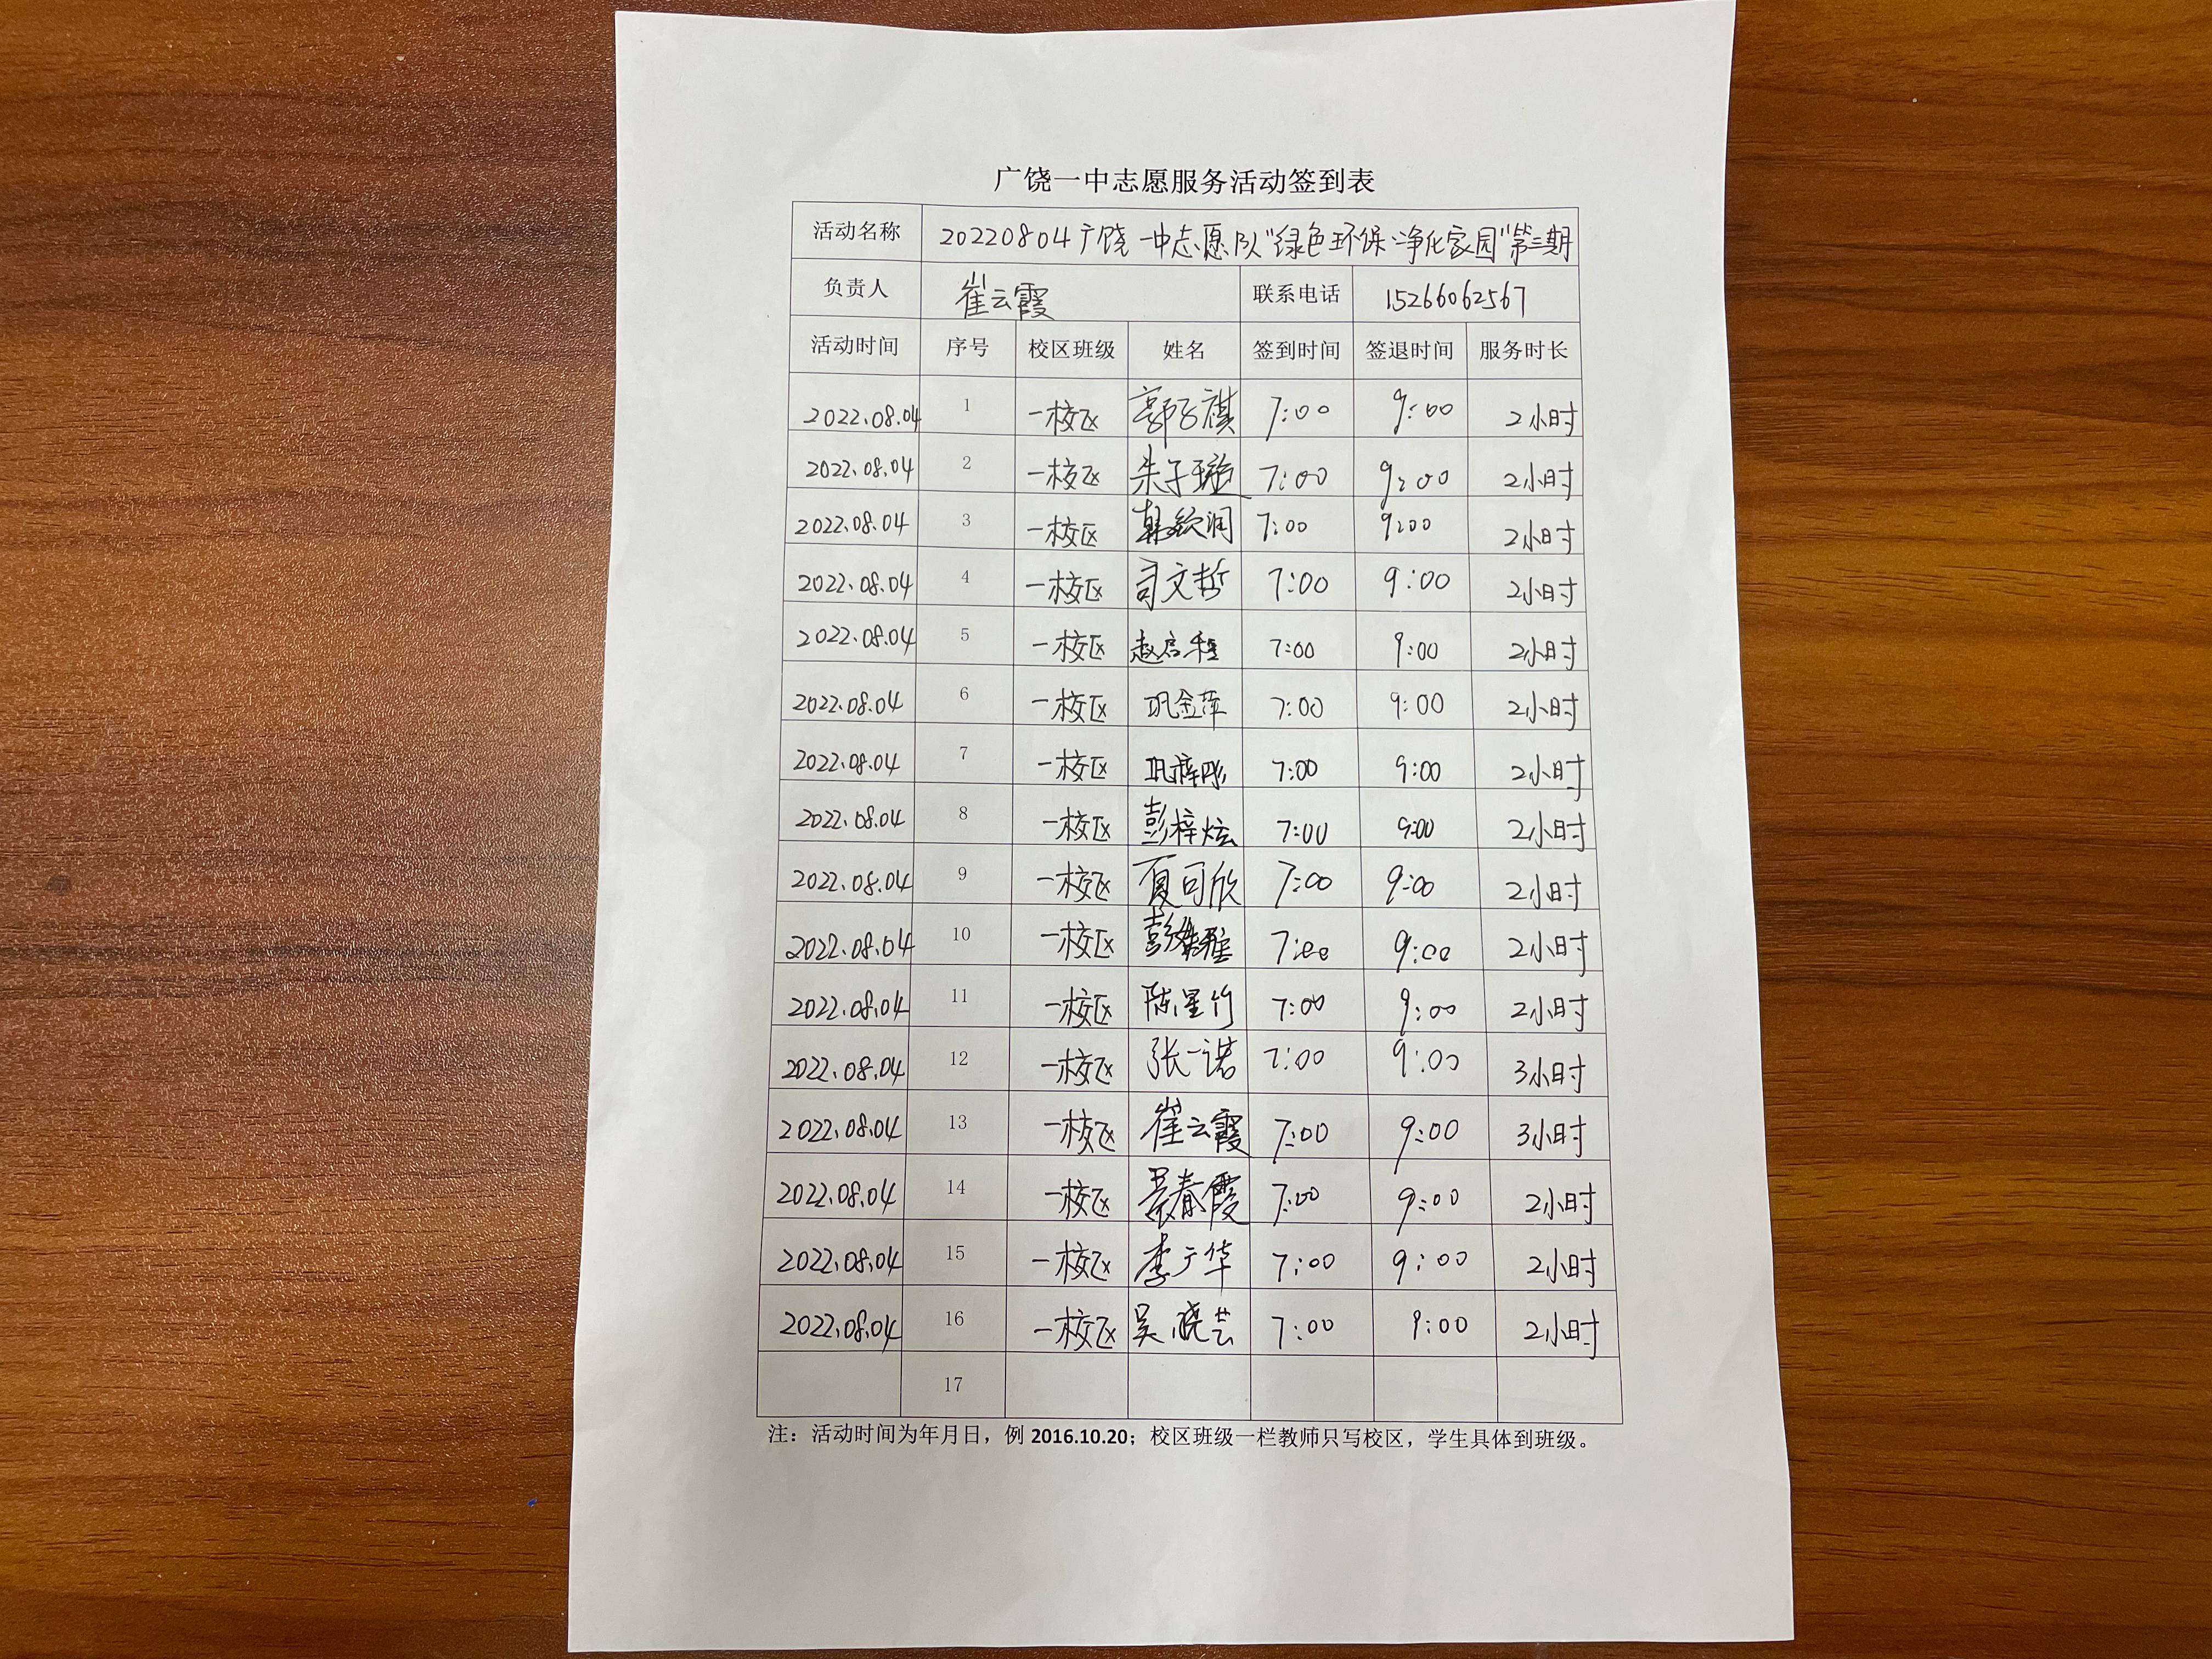 广饶一中志愿服务活动签到表
活动名称 20220804广饶一中志愿队“绿色环保·净化家园”第三期
负责人 崔云霞 联系电话 15266062567
活动时间 序号 校区班级 姓名 签到时间 签退时间 服务时长
2022.08.04 1 一校区 郭子祺 7:00 9:00 2小时
2022.08.04 2 一校区 朱子璇 7:00 9:00 2小时
2022.08.04 3 一校区 7:00 9:00 2小时
2022.08.04 4 一校区 司文哲 7:00 9:00 2小时
2022.08.04 5 一校区 赵启程 7:00 9:00 2小时
2022.08.04 6 一校区 巩金萍 7:00 9:00 2小时
2022.08.04 7 一校区 7:00 9:00 2小时
2022.08.04 8 一校区 彭梓炫 7:00 9:00 2小时
2022.08.04 9 一校区 夏可欣 7:00 9:00 2小时
2022.08.04 10 一校区 7:00 9:00 2小时
2022.08.04 11 一校区 陈星竹 7:00 9:00 2小时
2022.08.04 12 一校区 张一诺 7:00 9:00 3小时
2022.08.04 13 一校区 崔云霞 7:00 9:00 3小时
2022.08.04 14 一校区 7:00 9:00 2小时
2022.08.04 15 一校区 李广华 7:00 9:00 2小时
2022.08.04 16 一校区 吴晓芸 7:00 9:00 2小时
17
注：活动时间为年月日，例 2016.10.20；校区班级一栏教师只写校区，学生具体到班级。